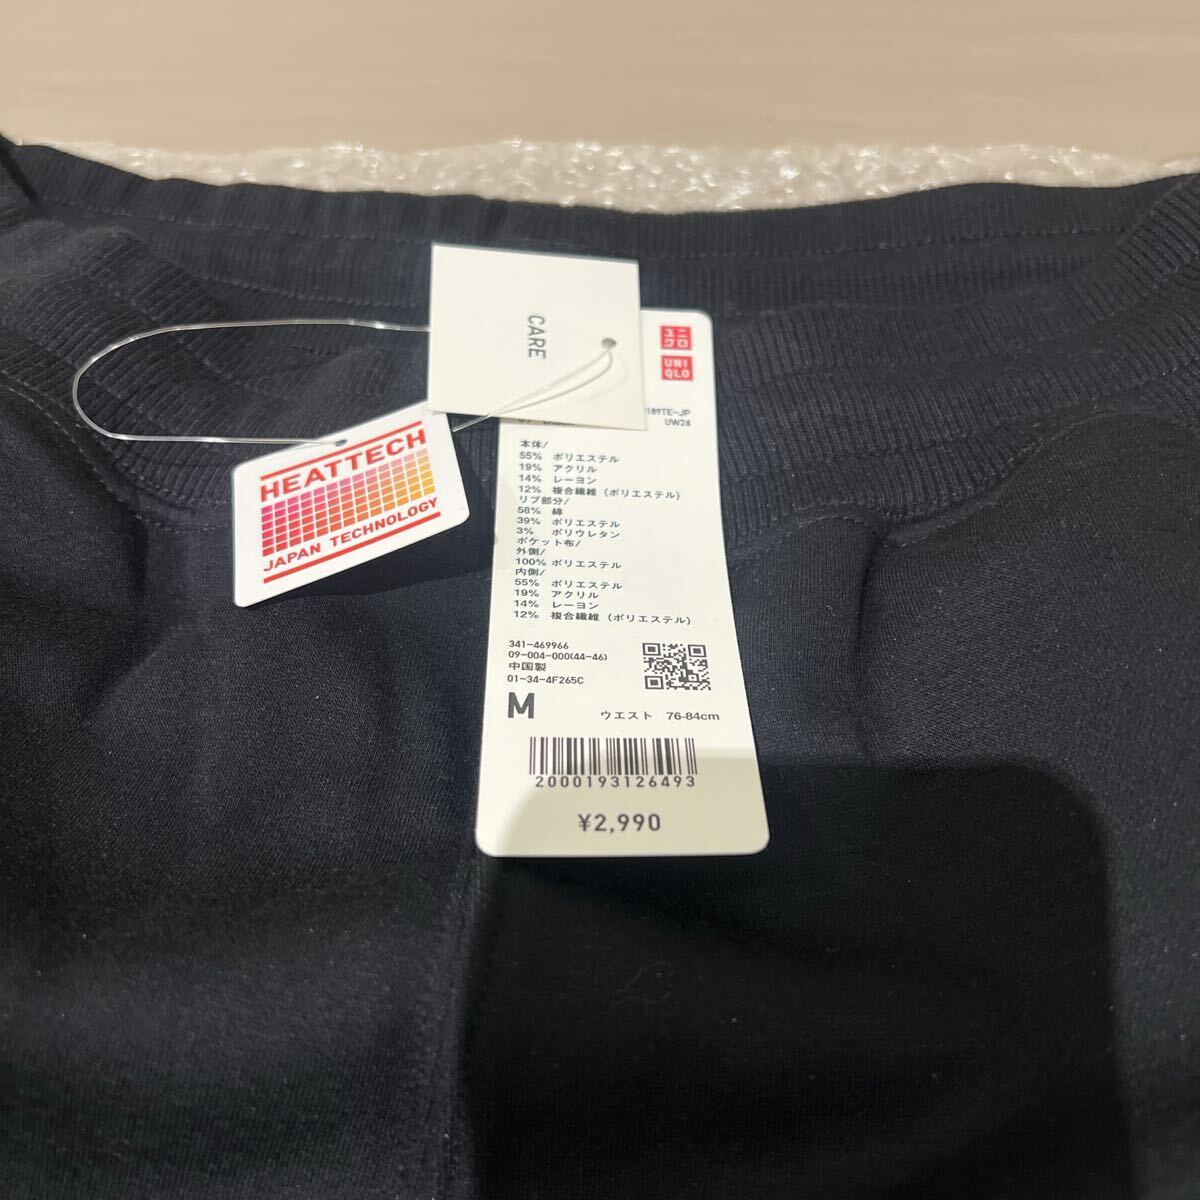 CARE
HEATTECH
JAPAN TECHNOLOGY
ユニ
クロ
UNI
QLO
189TE-JP
UW24
本体/
55% ポリエステル
19% アクリル
14% レーヨン
12% 複合繊維 (ポリエステル)
リブ部分/
58% 綿
39% ポリエステル
3% ポリウレタン
ポケット布/
外側/
100% ポリエステル
内側/
55% ポリエステル
19% アクリル
14% レーヨン
12% 複合繊維 (ポリエステル)
341-469966
09-004-000(44-46)
中国製
01-34-4F265C
M ウエスト 76-84cm
2000193126493
¥2,990